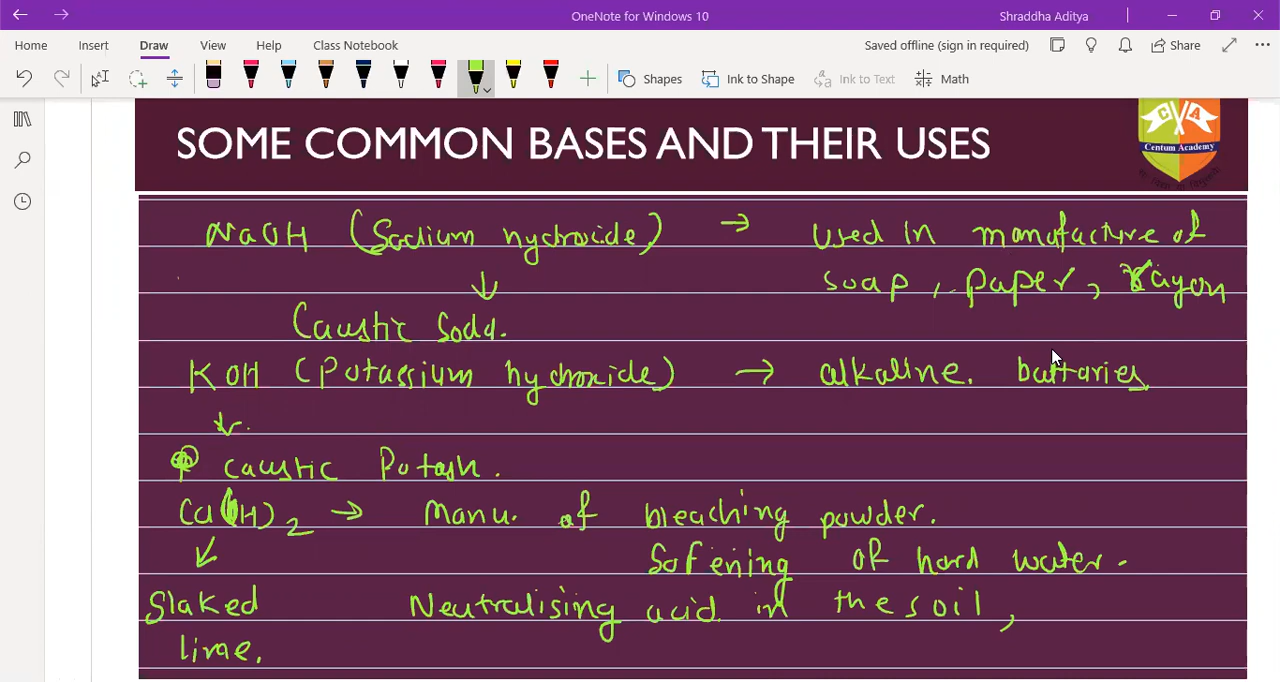 OneNote for Windows 10
Shraddha Aditya
Home Insert Draw View Help Class Notebook
Saved offline (sign in required) Share
Shapes Ink to Shape Ink to Text Math
SOME COMMON BASES AND THEIR USES
CA
Centum Academy
NaOH (Sodium hydroxide) → used in manufacture of
soap, paper, rayon
↓
Caustic Soda.
KOH (Potassium hydroxide) → alkaline. battaries
↓
caustic Potash.
Ca(OH)2 → Manu. of bleaching powder.
↙ Sofening of hard water.
Slaked Neutralising acid in the soil,
lime.